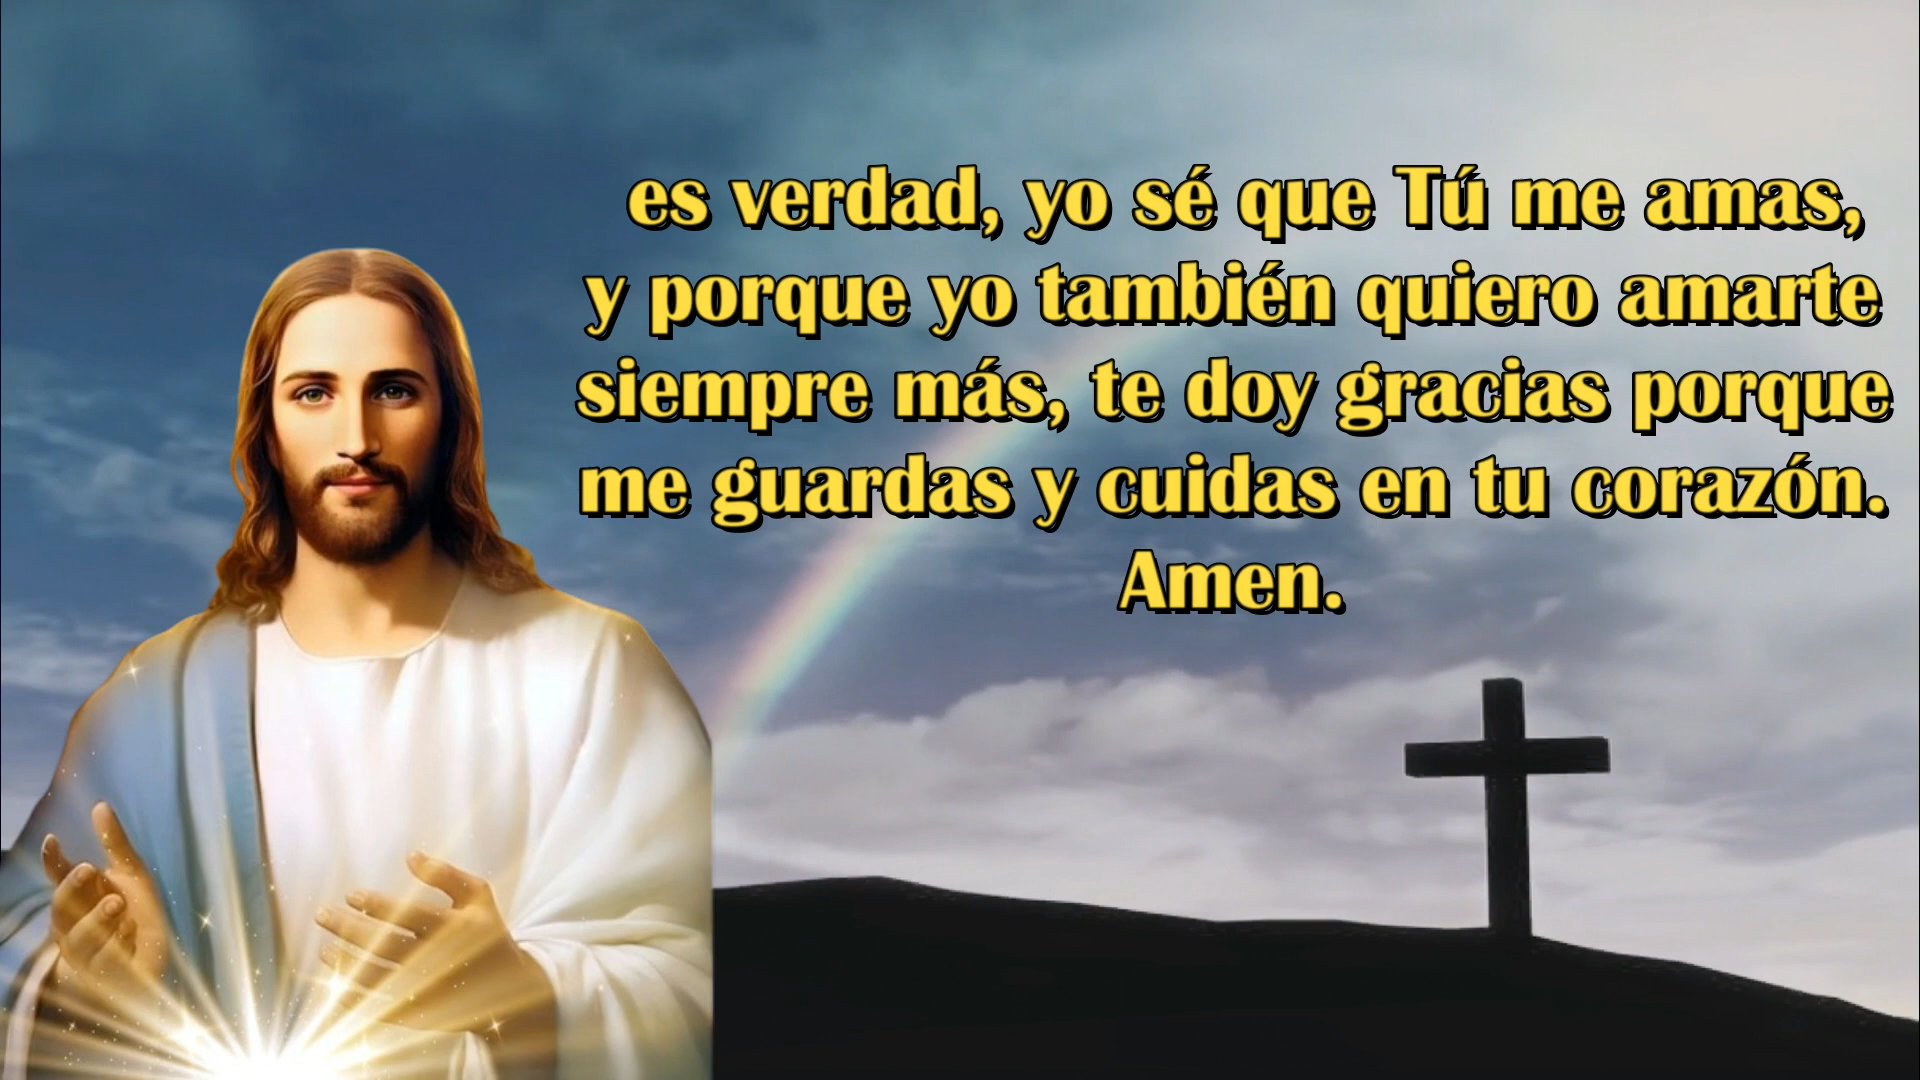 es verdad, yo sé que Tú me amas,
y porque yo también quiero amarte
siempre más, te doy gracias porque
me guardas y cuidas en tu corazón.
Amen.